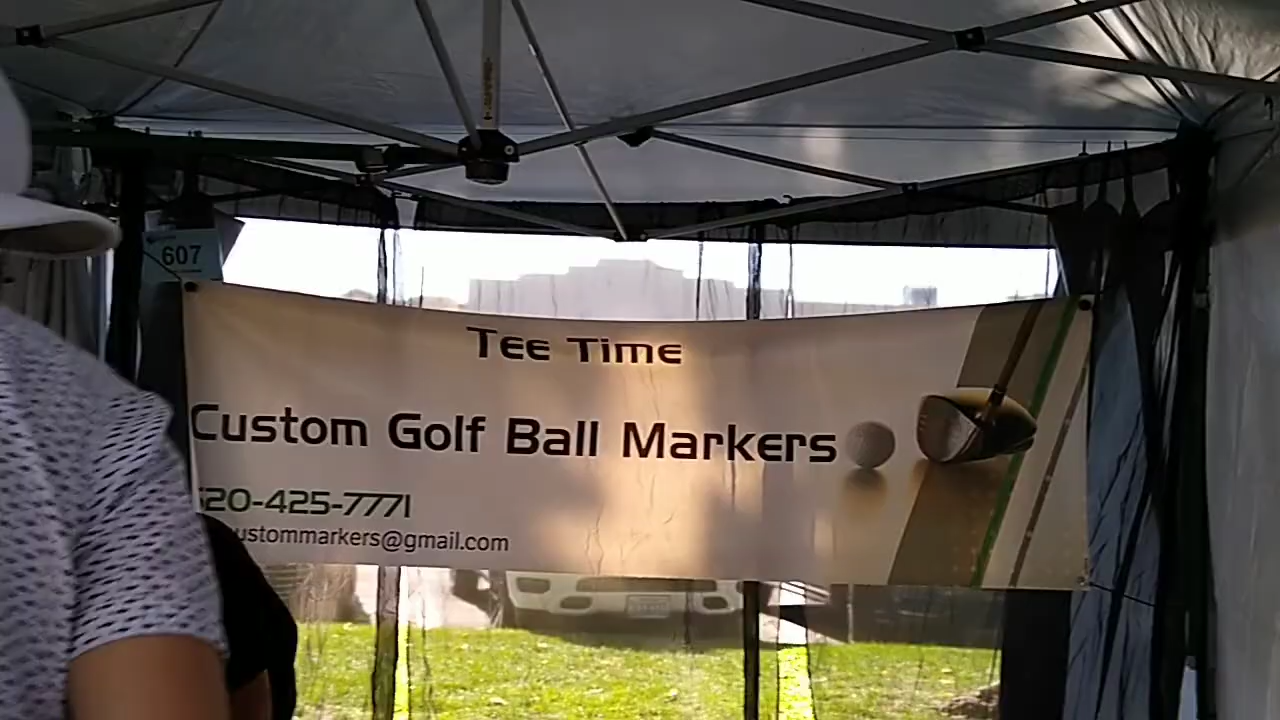 607
Tee Time
Custom Golf Ball Markers
520-425-7771
ustommarkers@gmail.com